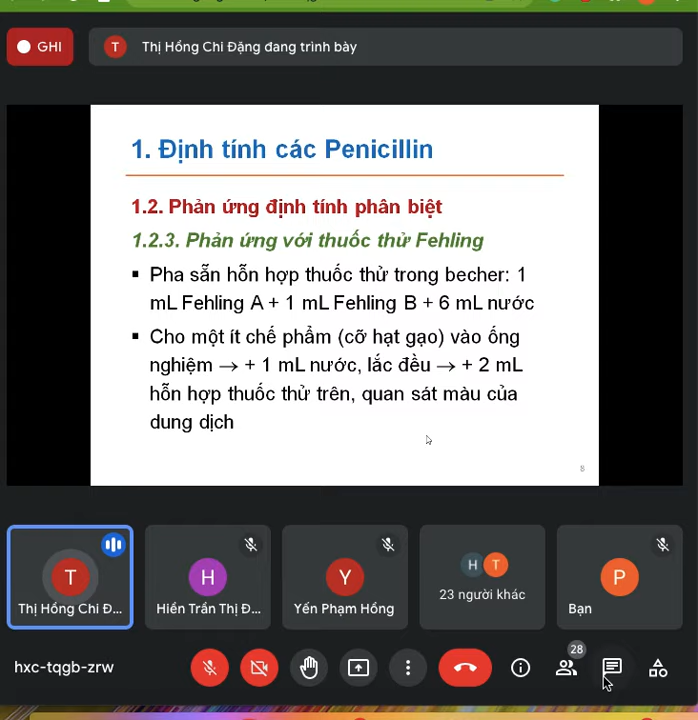 GHI
T
Thị Hồng Chi Đặng đang trình bày
1. Định tính các Penicillin
1.2. Phản ứng định tính phân biệt
1.2.3. Phản ứng với thuốc thử Fehling
▪ Pha sẵn hỗn hợp thuốc thử trong becher: 1
mL Fehling A + 1 mL Fehling B + 6 mL nước
▪ Cho một ít chế phẩm (cỡ hạt gạo) vào ống
nghiệm → + 1 mL nước, lắc đều → + 2 mL
hỗn hợp thuốc thử trên, quan sát màu của
dung dịch
8
T
H
Y
H T
P
Thị Hồng Chi Đ...
Hiền Trần Thị Đ...
Yến Phạm Hồng
23 người khác
Bạn
28
hxc-tqgb-zrw